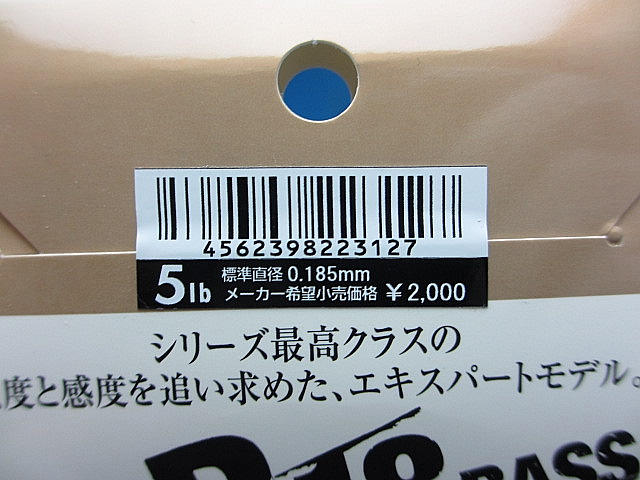 4562398223127
5lb
標準直径 0.185mm
メーカー希望小売価格 ￥2,000
シリーズ最高クラスの
度と感度を追い求めた、エキスパートモデル。
BASS